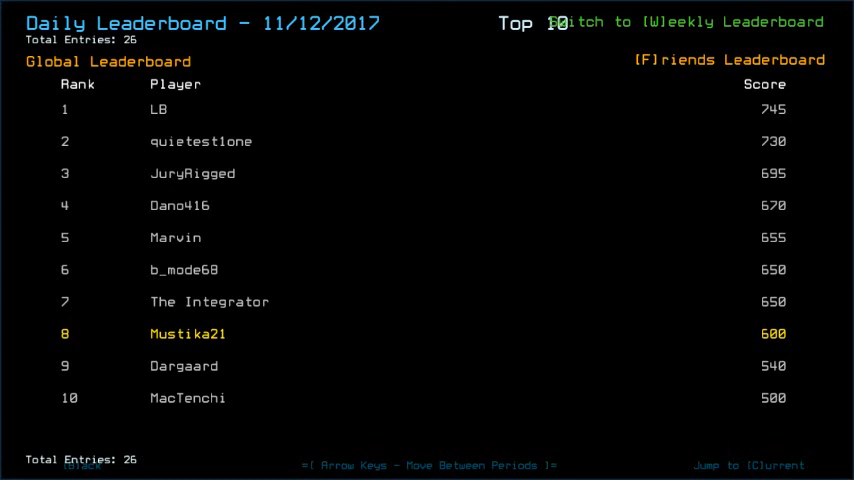 Daily Leaderboard - 11/12/2017 Top 10 Switch to [W]eekly Leaderboard
Total Entries: 26
Global Leaderboard [F]riends Leaderboard
Rank Player Score
1 LB 745
2 quietest1one 730
3 JuryRigged 695
4 Dano416 670
5 Marvin 655
6 b_mode68 650
7 The Integrator 650
8 Mustika21 600
9 Dargaard 540
10 MacTenchi 500
Total Entries: 26
[B]ack =[ Arrow Keys - Move Between Periods ]= Jump to [C]urrent